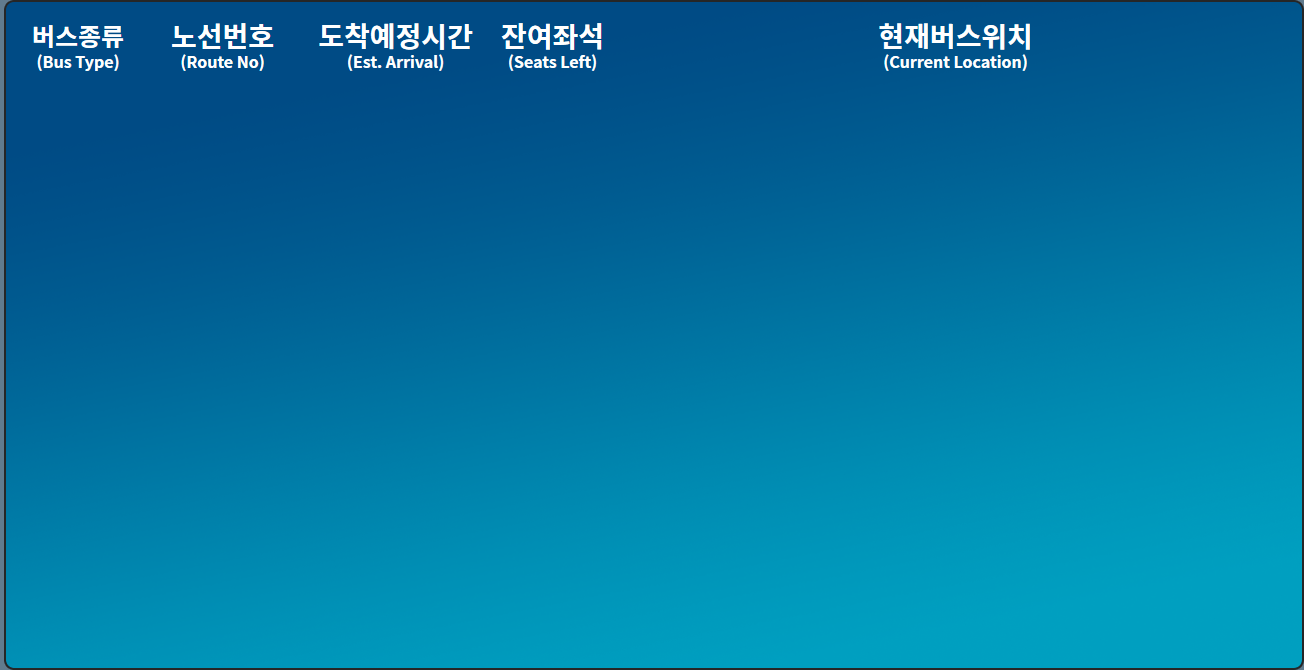 버스종류 노선번호 도착예정시간 잔여좌석 현재버스위치
(Bus Type) (Route No) (Est. Arrival) (Seats Left) (Current Location)